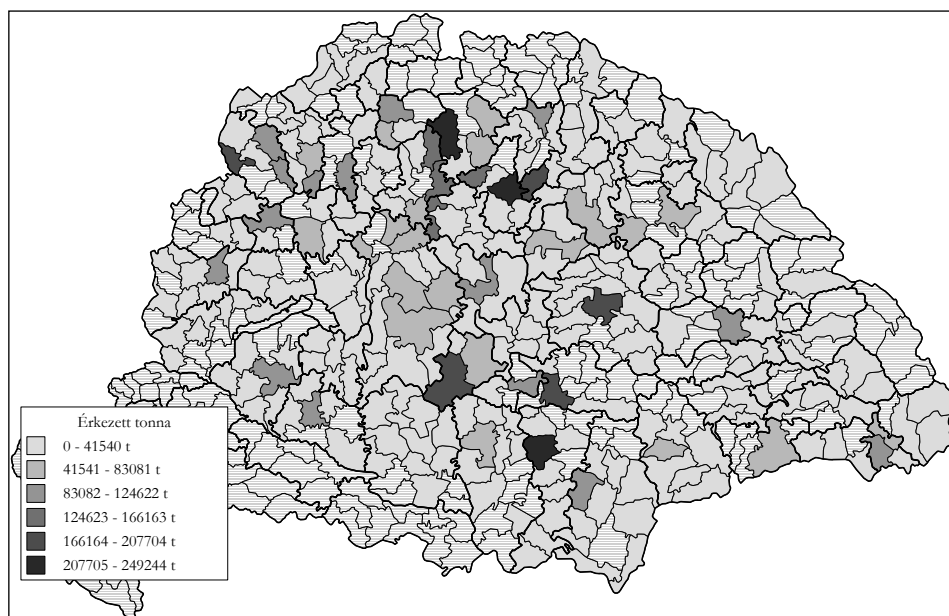 Érkezett tonna
0 - 41540 t
41541 - 83081 t
83082 - 124622 t
124623 - 166163 t
166164 - 207704 t
207705 - 249244 t